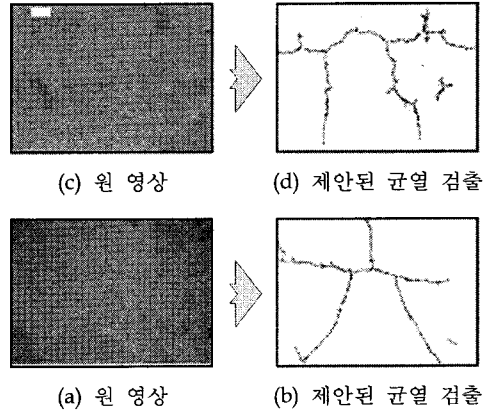 (c) 원 영상
(d) 제안된 균열 검출
(a) 원 영상
(b) 제안된 균열 검출